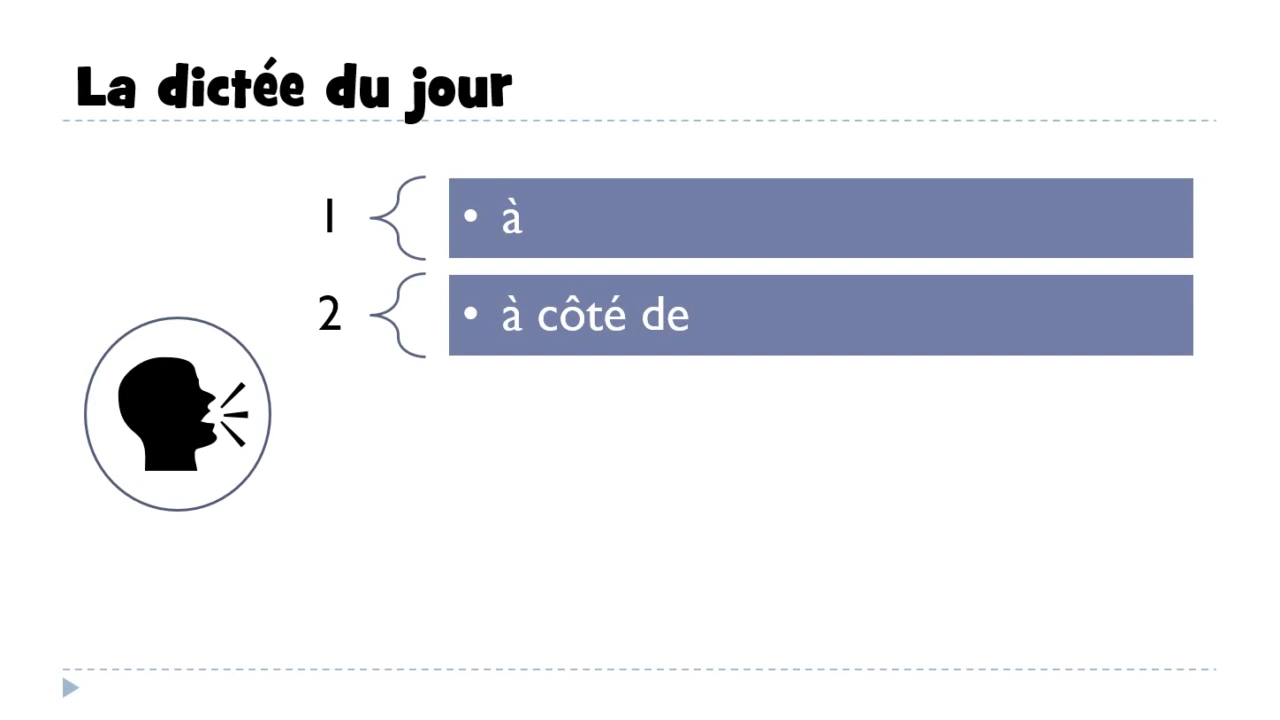 La dictée du jour
1
• à
2
• à côté de